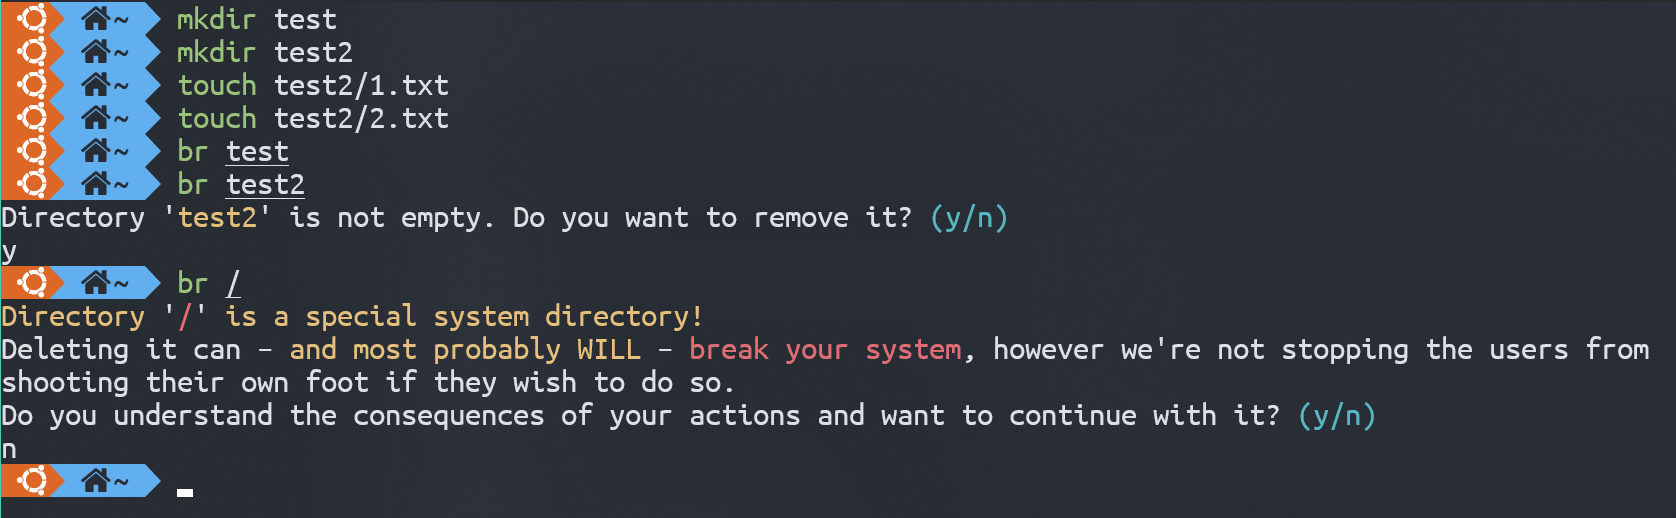 ~ mkdir test
~ mkdir test2
~ touch test2/1.txt
~ touch test2/2.txt
~ br test
~ br test2
Directory 'test2' is not empty. Do you want to remove it? (y/n)
y
~ br /
Directory '/' is a special system directory!
Deleting it can – and most probably WILL – break your system, however we're not stopping the users from
shooting their own foot if they wish to do so.
Do you understand the consequences of your actions and want to continue with it? (y/n)
n
~